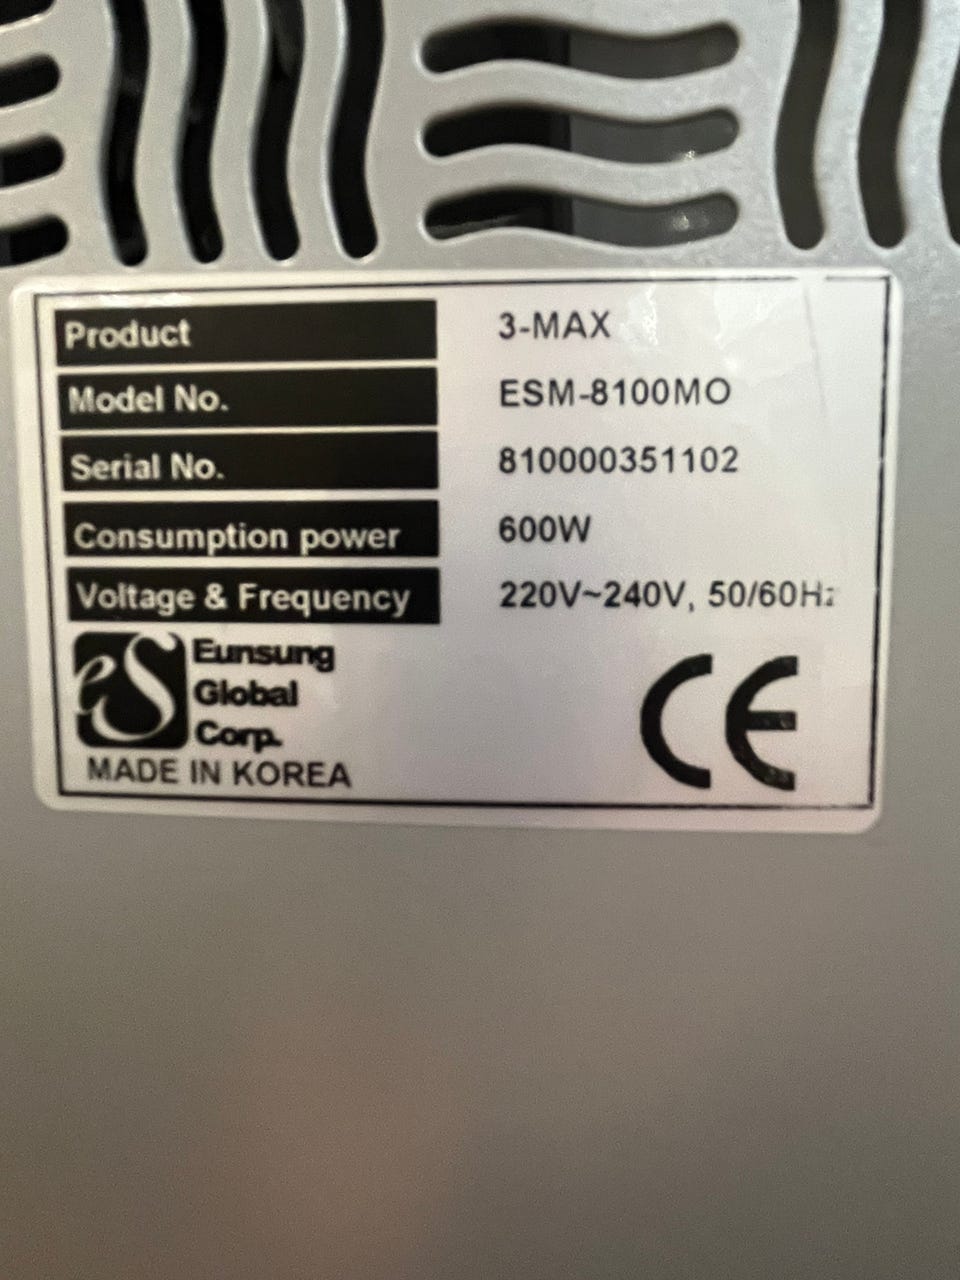 Product 3-MAX
Model No. ESM-8100MO
Serial No. 810000351102
Consumption power 600W
Voltage & Frequency 220V~240V, 50/60Hz
eS Eunsung
Global
Corp.
MADE IN KOREA
CE